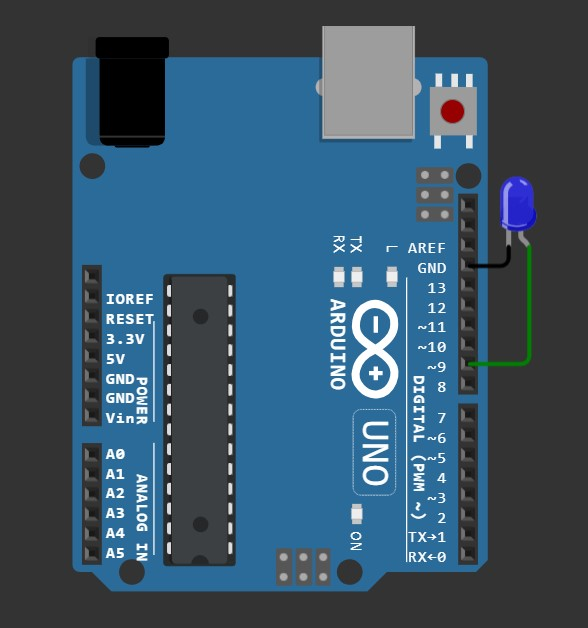 RX
TX
L
AREF
GND
13
12
~11
~10
~9
8
7
~6
~5
4
~3
2
TX→1
RX←0
DIGITAL (PWM ~)
ARDUINO
UNO
ON
IOREF
RESET
3.3V
5V
GND
GND
Vin
POWER
A0
A1
A2
A3
A4
A5
ANALOG IN